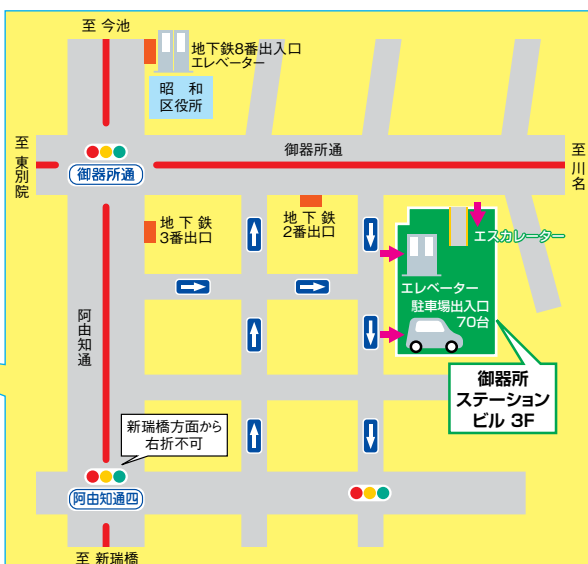 至 今池
地下鉄8番出入口
エレベーター
昭 和
区役所
至 東別院
御器所通
御器所通
至 川名
地 下 鉄
3番出口
地 下 鉄
2番出口
エスカレーター
エレベーター
駐車場出入口
70台
阿由知通
御器所
ステーション
ビル 3F
新瑞橋方面から
右折不可
阿由知通四
至 新瑞橋